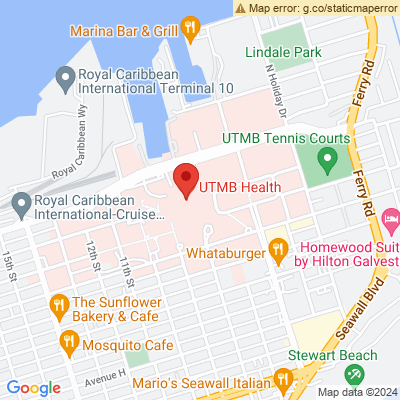 Map error: g.co/staticmaperror
Marina Bar & Grill
Lindale Park
Royal Caribbean
International Terminal 10
N Holiday Dr
Ferry Rd
Royal Caribbean Wy
UTMB Tennis Courts
UTMB Health
Ferry Rd
Royal Caribbean
International-Cruise...
Homewood Suit
by Hilton Galvest
Whataburger
15th St
12th St
11th St
Seawall Blvd.
The Sunflower
Bakery & Cafe
Mosquito Cafe
Stewart Beach
Avenue H
Mario's Seawall Italian...
Google
Map data ©2024